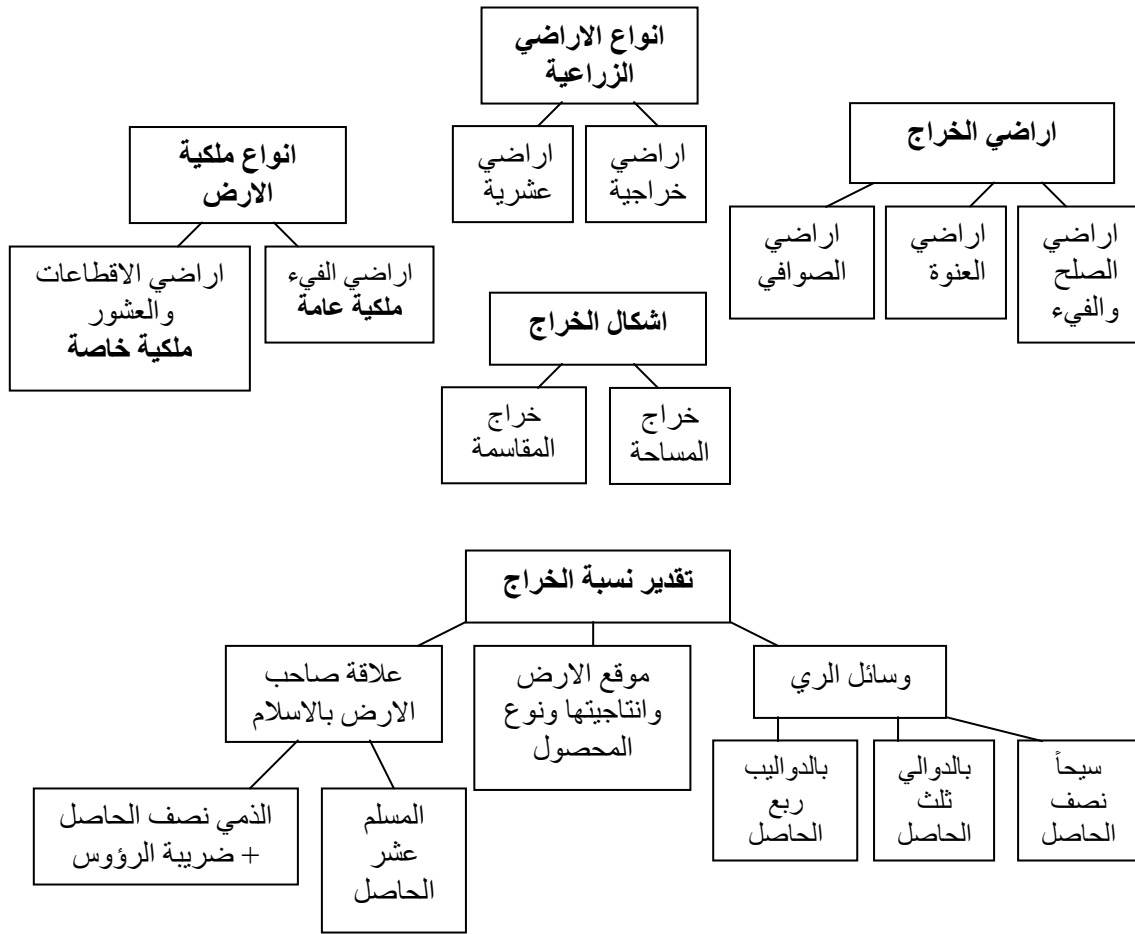 انواع الاراضي
الزراعية
اراضي
خراجية
اراضي
عشرية
اراضي الخراج
اراضي
الصلح
والفيء
اراضي
العنوة
اراضي
الصوافي
انواع ملكية
الارض
اراضي الفيء
ملكية عامة
اراضي الاقطاعات
والعشور
ملكية خاصة
اشكال الخراج
خراج
المساحة
خراج
المقاسمة
تقدير نسبة الخراج
وسائل الري
سيحاً
نصف
الحاصل
بالدوالي
ثلث
الحاصل
بالدواليب
ربع
الحاصل
موقع الارض
وانتاجيتها ونوع
المحصول
علاقة صاحب
الارض بالاسلام
المسلم
عشر
الحاصل
الذمي نصف الحاصل
+ ضريبة الرؤوس